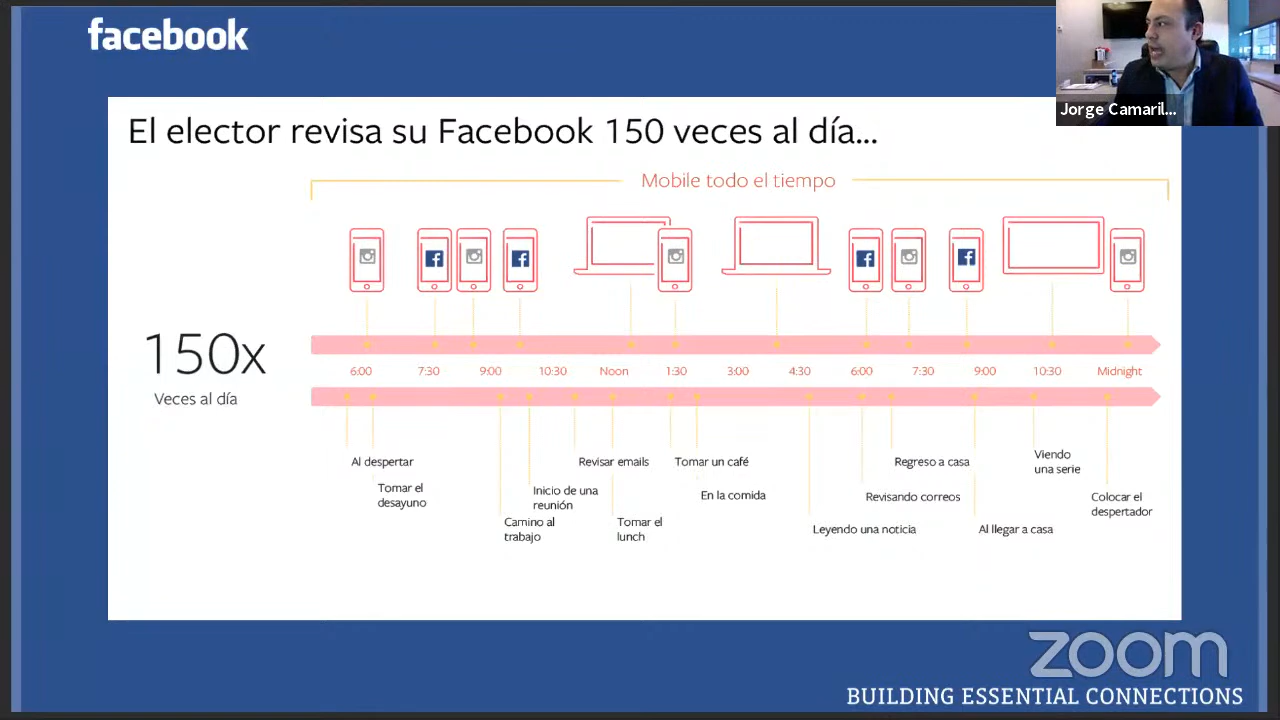 facebook
Jorge Camaril...
El elector revisa su Facebook 150 veces al día...
Mobile todo el tiempo
150x
Veces al día
6:00 7:30 9:00 10:30 Noon 1:30 3:00 4:30 6:00 7:30 9:00 10:30 Midnight
Al despertar
Tomar el
desayuno
Camino al
trabajo
Inicio de una
reunión
Revisar emails
Tomar el
lunch
Tomar un café
En la comida
Leyendo una noticia
Revisando correos
Regreso a casa
Al llegar a casa
Viendo
una serie
Colocar el
despertador
zoom
BUILDING ESSENTIAL CONNECTIONS